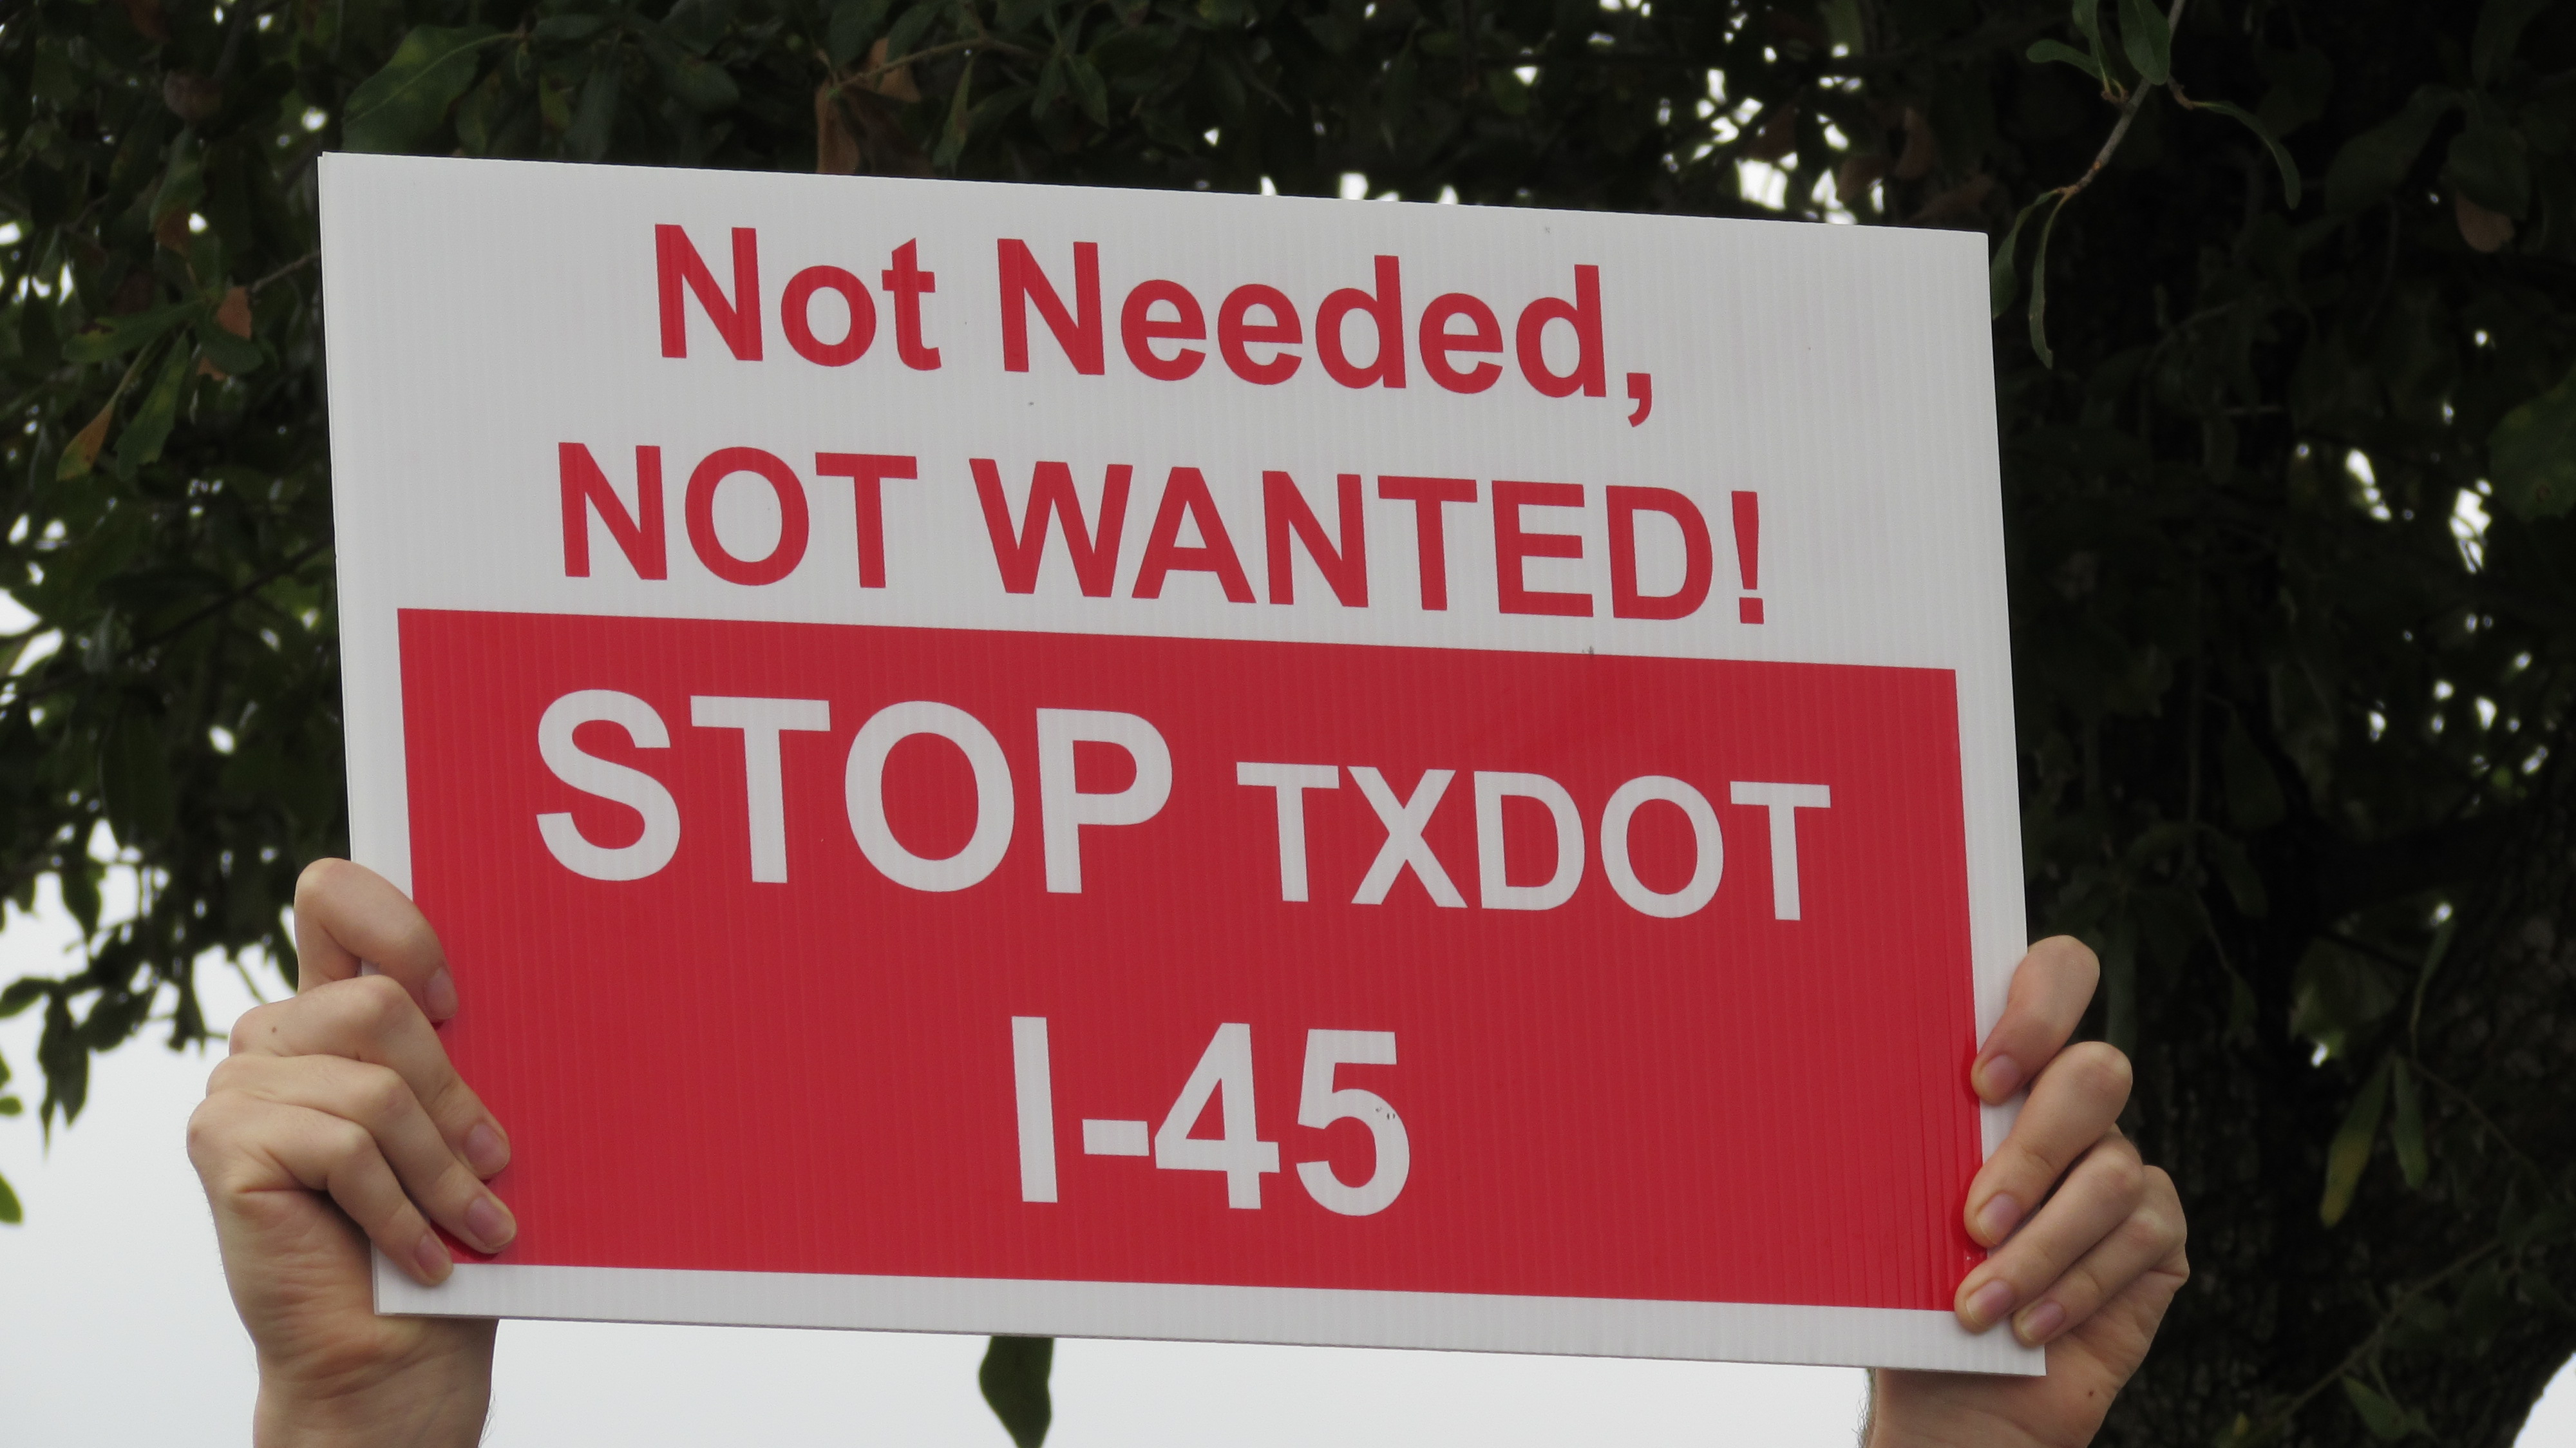 Not Needed,
NOT WANTED!
STOP TXDOT
I-45